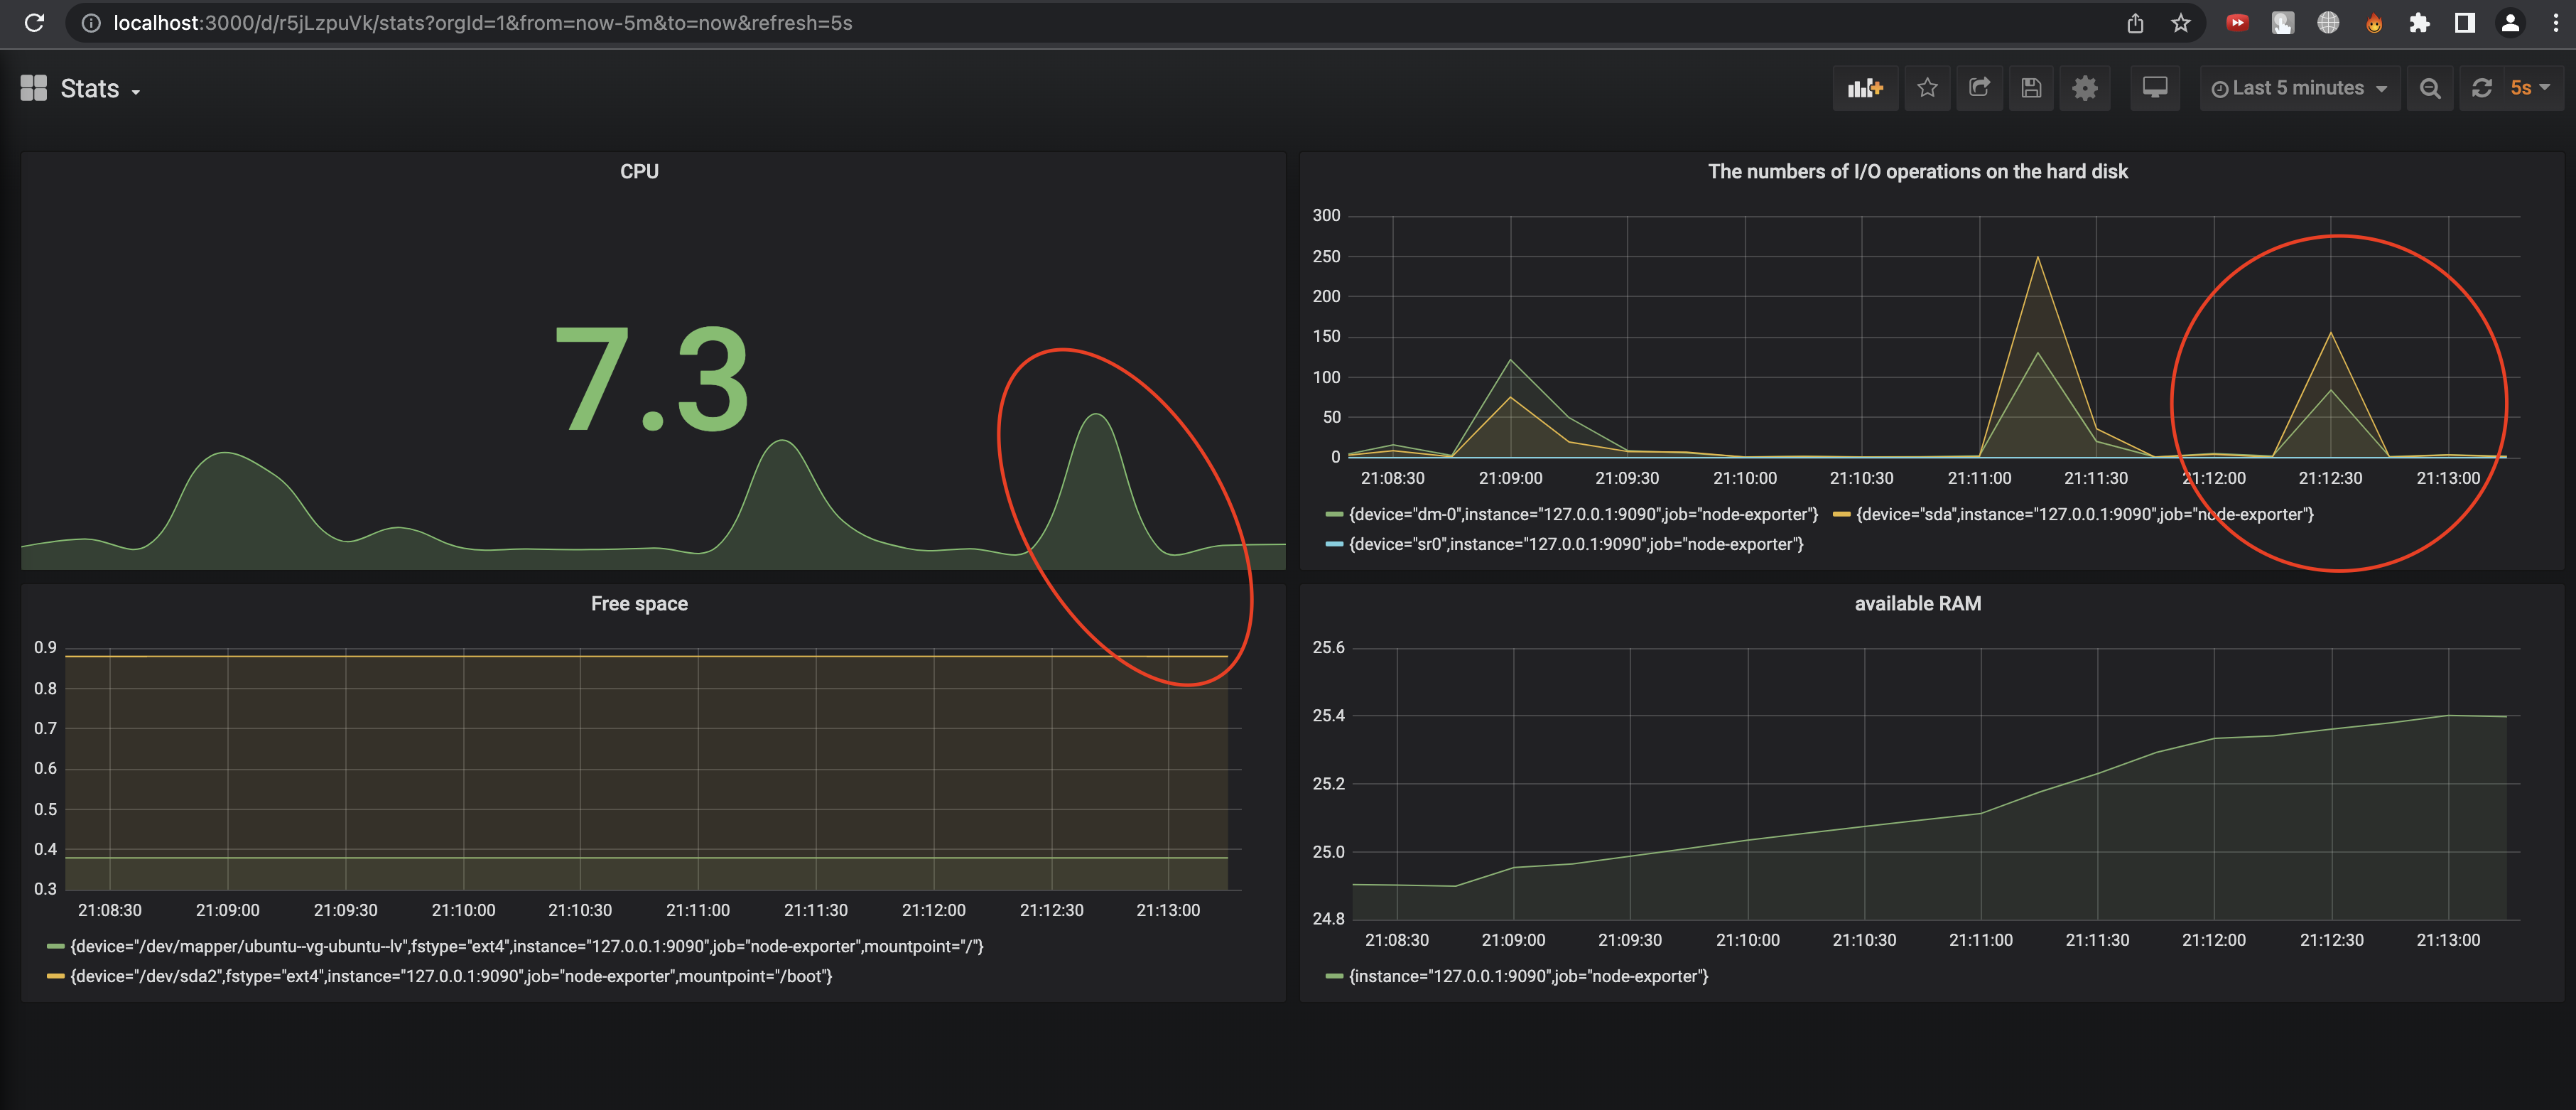 localhost:3000/d/r5jLzpuVk/stats?orgId=1&from=now-5m&to=now&refresh=5s
Stats
Last 5 minutes
5s
CPU
7.3
The numbers of I/O operations on the hard disk
300
250
200
150
100
50
0
21:08:30 21:09:00 21:09:30 21:10:00 21:10:30 21:11:00 21:11:30 21:12:00 21:12:30 21:13:00
{device="dm-0",instance="127.0.0.1:9090",job="node-exporter"} {device="sda",instance="127.0.0.1:9090",job="node-exporter"}
{device="sr0",instance="127.0.0.1:9090",job="node-exporter"}
Free space
0.9
0.8
0.7
0.6
0.5
0.4
0.3
21:08:30 21:09:00 21:09:30 21:10:00 21:10:30 21:11:00 21:11:30 21:12:00 21:12:30 21:13:00
{device="/dev/mapper/ubuntu--vg-ubuntu--lv",fstype="ext4",instance="127.0.0.1:9090",job="node-exporter",mountpoint="/"}
{device="/dev/sda2",fstype="ext4",instance="127.0.0.1:9090",job="node-exporter",mountpoint="/boot"}
available RAM
25.6
25.4
25.2
25.0
24.8
21:08:30 21:09:00 21:09:30 21:10:00 21:10:30 21:11:00 21:11:30 21:12:00 21:12:30 21:13:00
{instance="127.0.0.1:9090",job="node-exporter"}